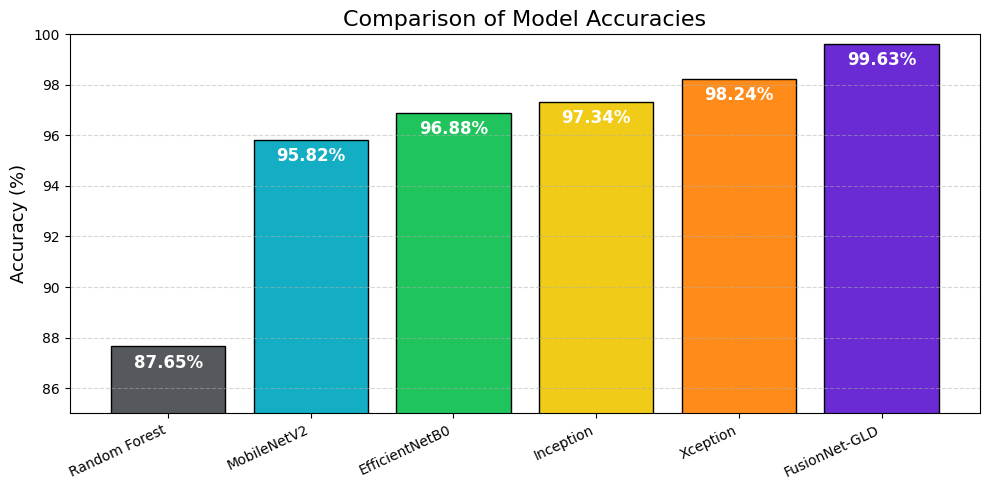 Comparison of Model Accuracies
Accuracy (%)
100
98
96
94
92
90
88
86
87.65%
95.82%
96.88%
97.34%
98.24%
99.63%
Random Forest
MobileNetV2
EfficientNetB0
Inception
Xception
FusionNet-GLD